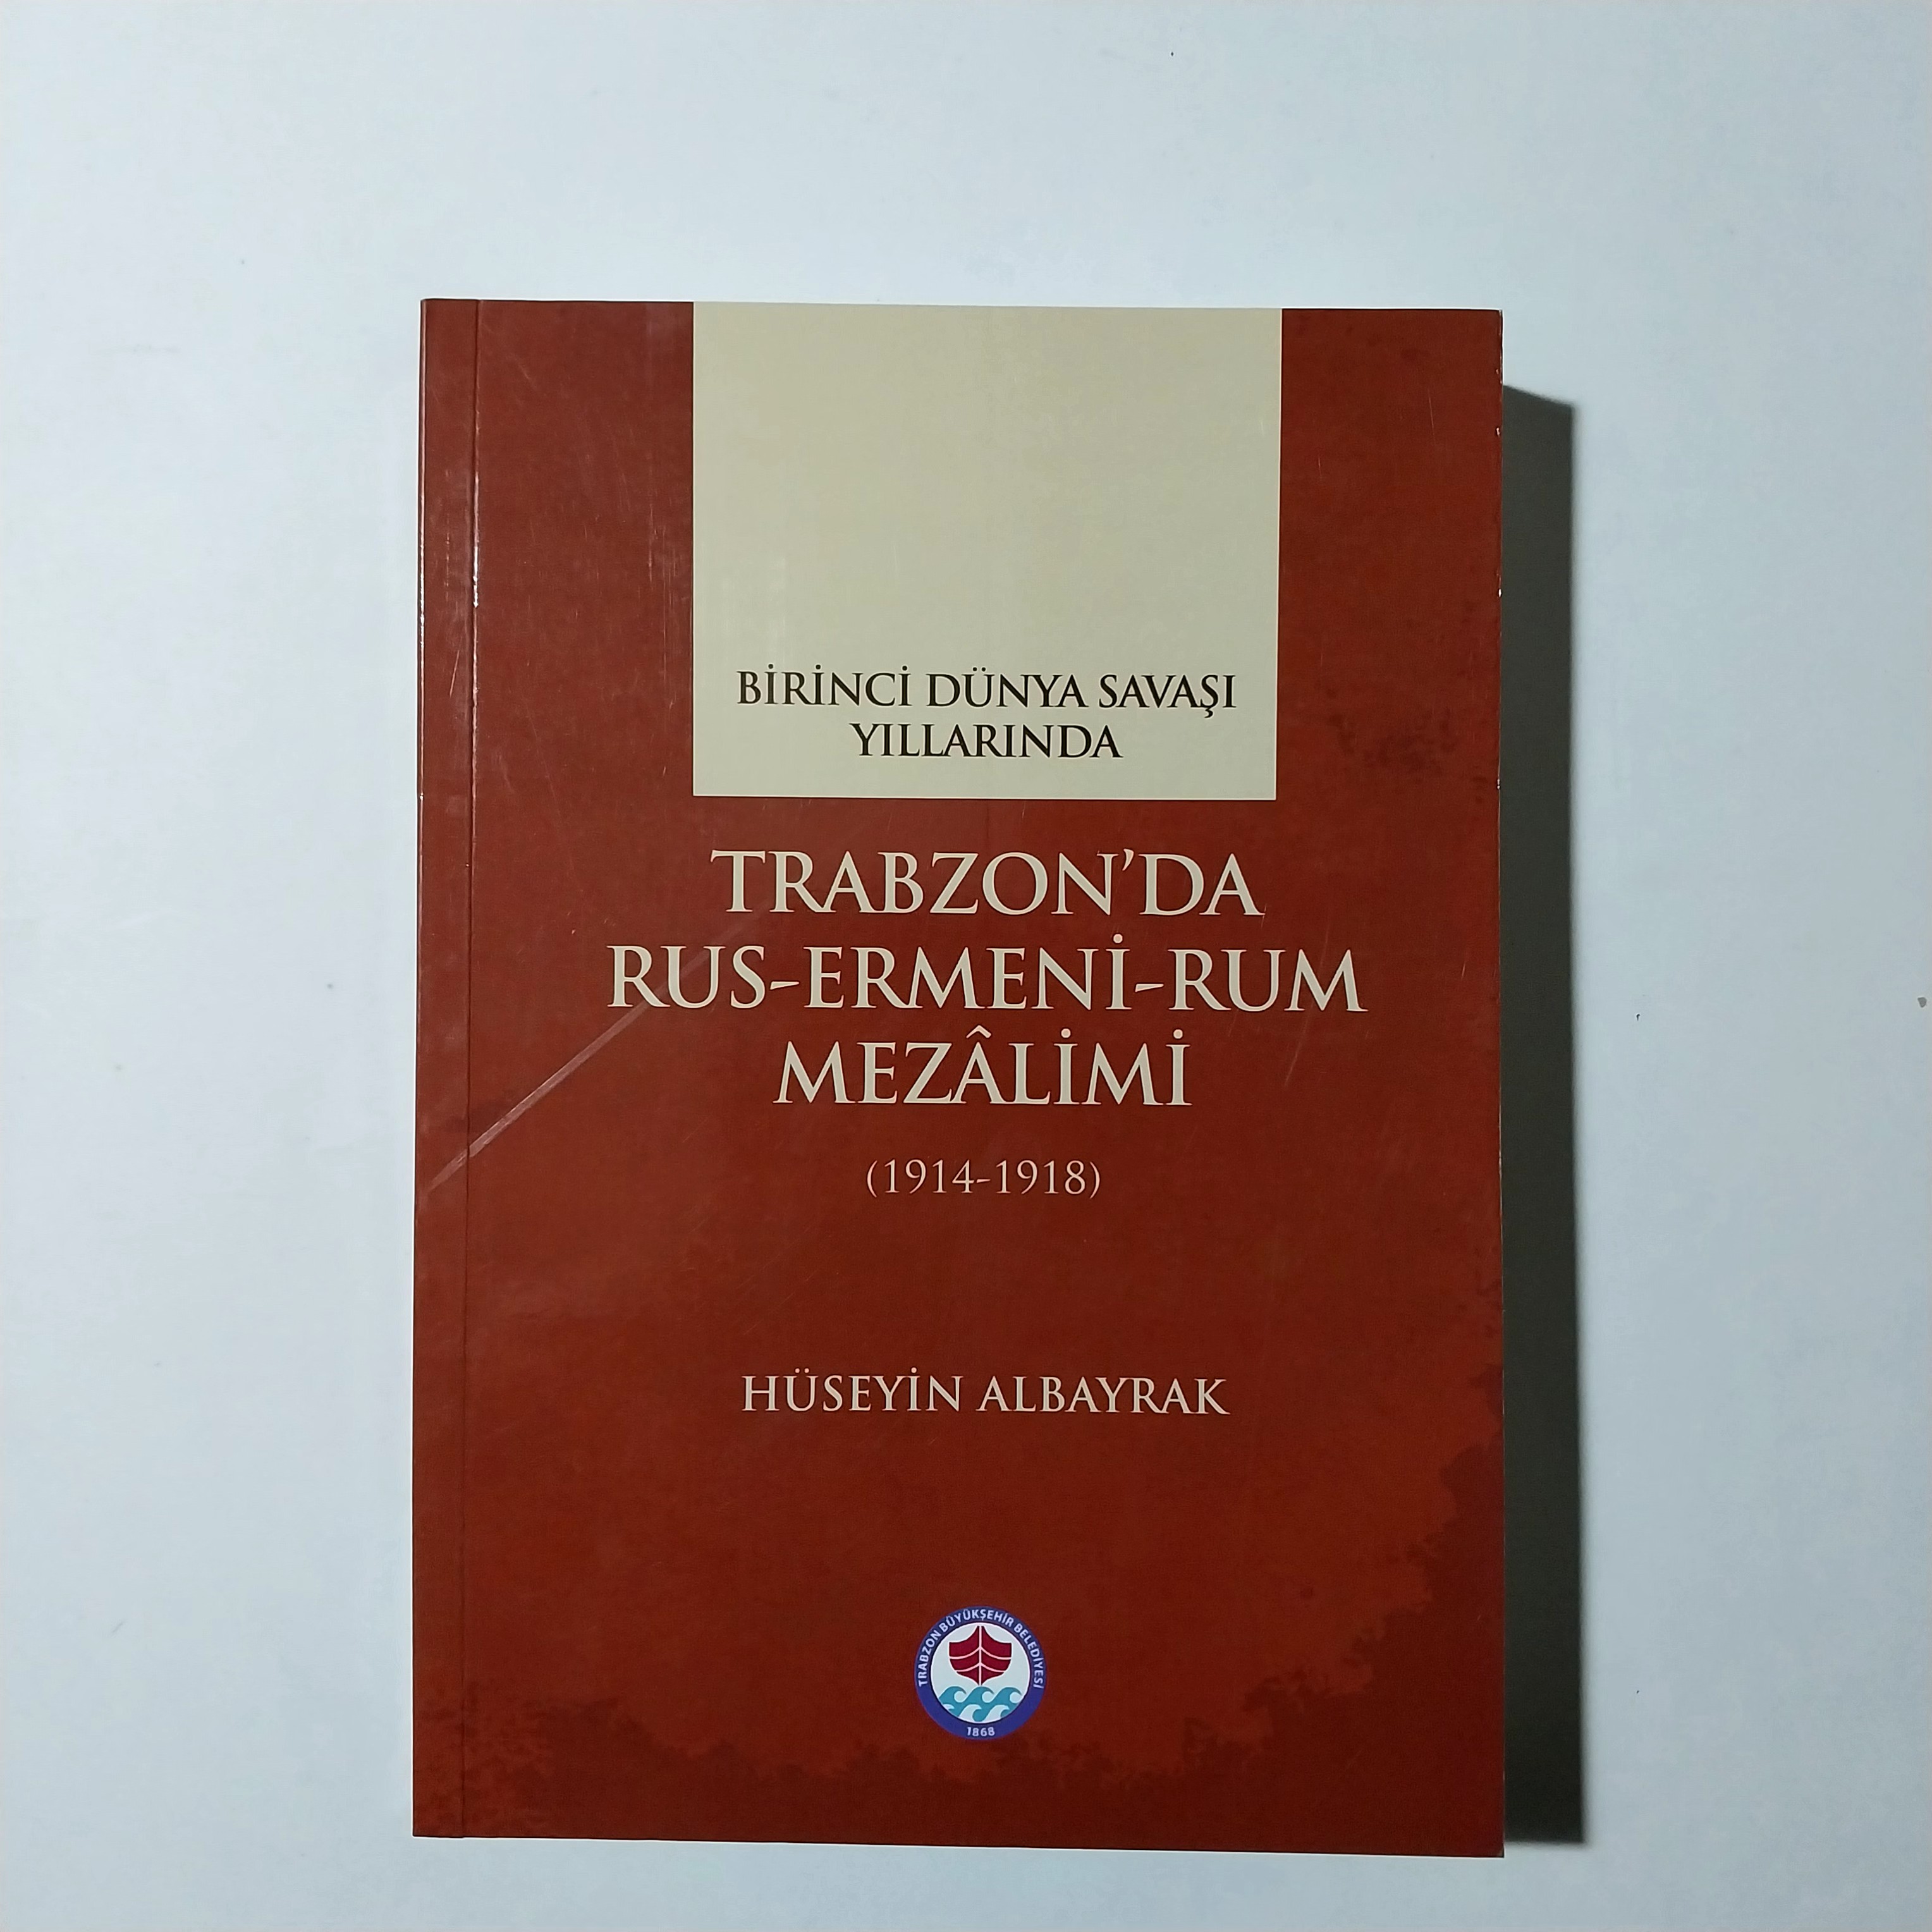 BİRİNCİ DÜNYA SAVAŞI
YILLARINDA
TRABZON'DA
RUS-ERMENİ-RUM
MEZÂLİMİ
(1914-1918)
HÜSEYİN ALBAYRAK
TRABZON BÜYÜKŞEHİR BELEDİYESİ
1868